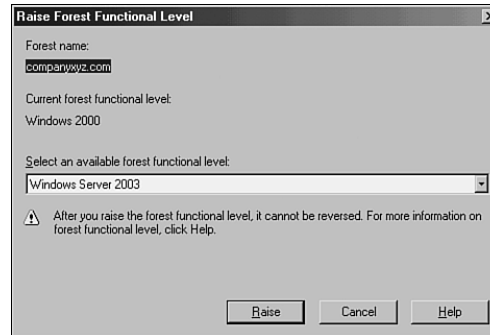 Raise Forest Functional Level
Forest name:
companyxyz.com
Current forest functional level:
Windows 2000
Select an available forest functional level:
Windows Server 2003
After you raise the forest functional level, it cannot be reversed. For more information on
forest functional level, click Help.
Raise Cancel Help